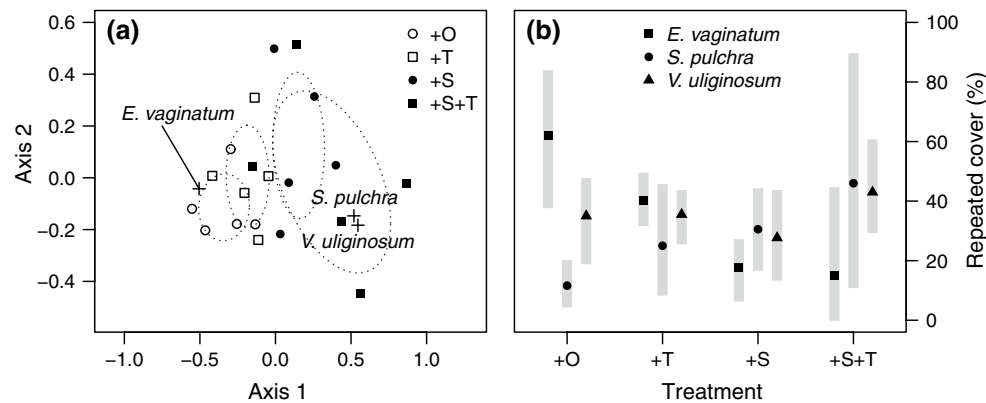 (a)
+O
+T
+S
+S+T
E. vaginatum
S. pulchra
V. uliginosum
0.6
0.4
0.2
0.0
−0.2
−0.4
Axis 2
−1.0 −0.5 0.0 0.5 1.0
Axis 1
(b)
E. vaginatum
S. pulchra
V. uliginosum
100
80
60
40
20
0
Repeated cover (%)
+O +T +S +S+T
Treatment